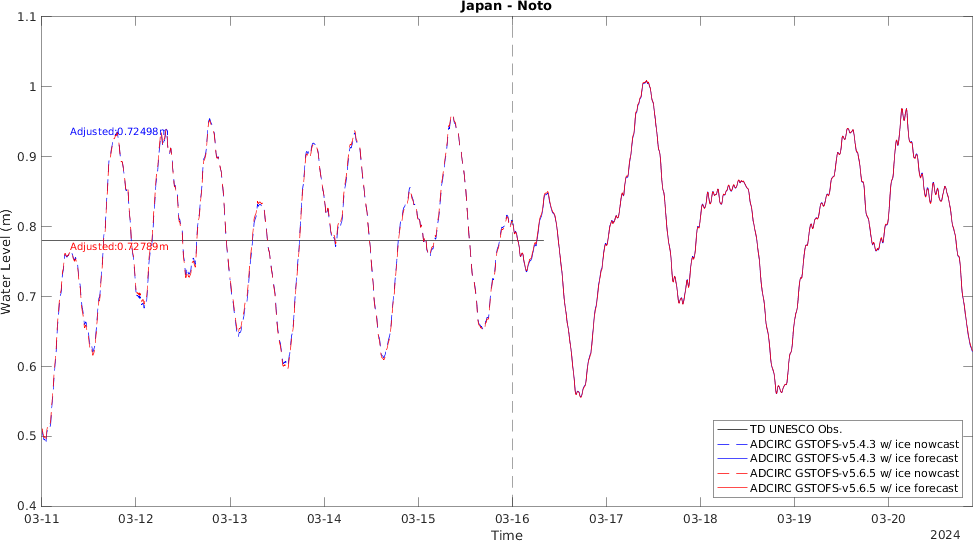 Japan - Noto
1.1
1
0.9
0.8
0.7
0.6
0.5
0.4
Water Level (m)
Adjusted:0.72498m
Adjusted:0.72789m
TD UNESCO Obs.
ADCIRC GSTOFS-v5.4.3 w/ ice nowcast
ADCIRC GSTOFS-v5.4.3 w/ ice forecast
ADCIRC GSTOFS-v5.6.5 w/ ice nowcast
ADCIRC GSTOFS-v5.6.5 w/ ice forecast
03-11 03-12 03-13 03-14 03-15 03-16 03-17 03-18 03-19 03-20
Time
2024